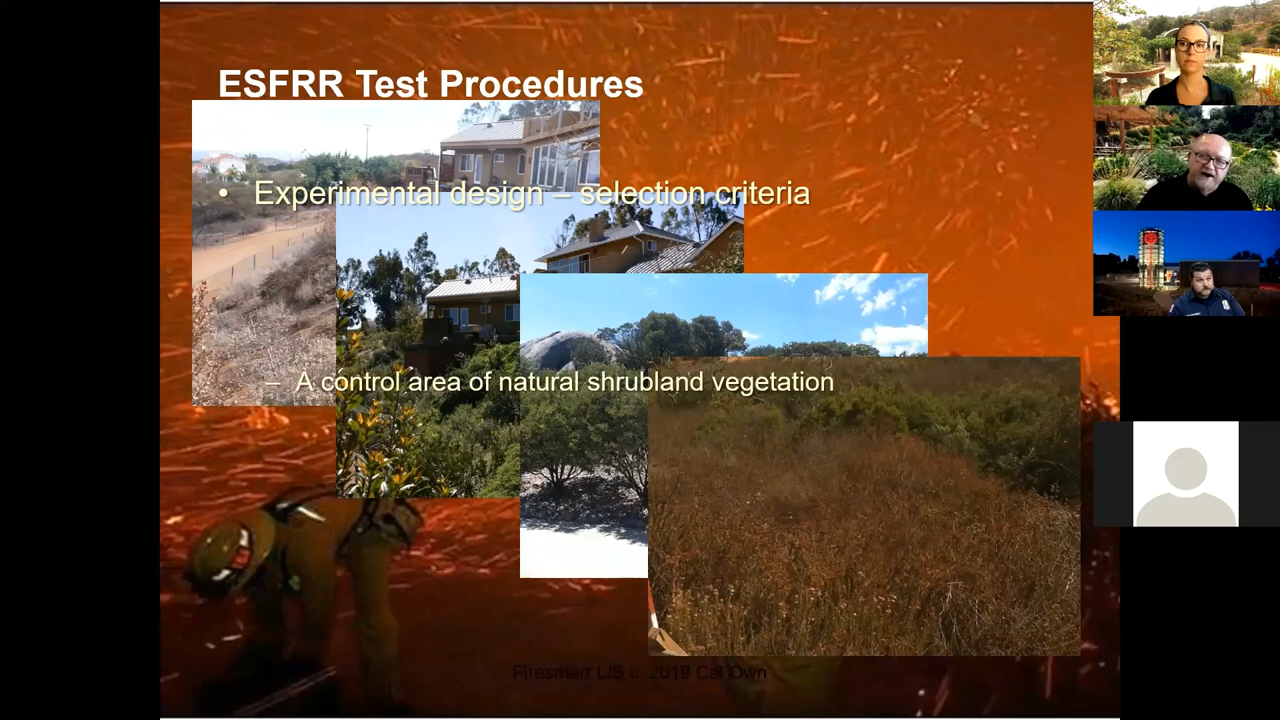 ESFRR Test Procedures
• Experimental design – selection criteria
– A control area of natural shrubland vegetation
Firesmart L/S c. 2019 Cal Own